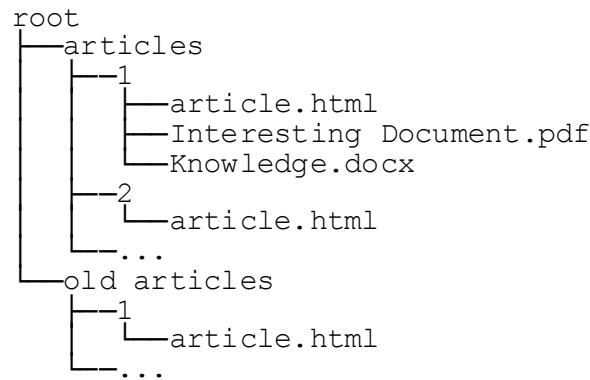 root
articles
1
article.html
Interesting Document.pdf
Knowledge.docx
2
article.html
...
old articles
1
article.html
...